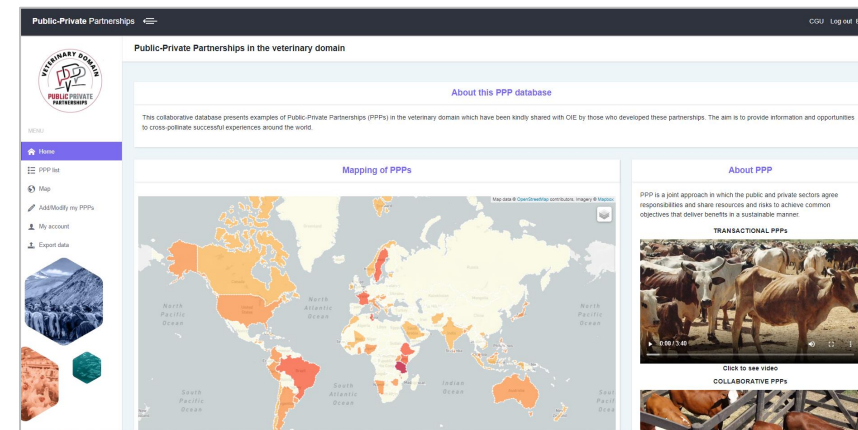 Public-Private Partnerships
CGU Log out
Public-Private Partnerships in the veterinary domain
VETERINARY DOMAIN
PPP
PUBLIC PRIVATE
PARTNERSHIPS
MENU
Home
PPP list
Map
Add/Modify my PPPs
My account
Export data
About this PPP database
This collaborative database presents examples of Public-Private Partnerships (PPPs) in the veterinary domain which have been kindly shared with OIE by those who developed these partnerships. The aim is to provide information and opportunities
to cross-pollinate successful experiences around the world.
Mapping of PPPs
Map data © OpenStreetMap contributors, Imagery © Mapbox
North
Pacific
Ocean
North
Atlantic
Ocean
North
Pacific
Ocean
South
Pacific
Ocean
South
Atlantic
Ocean
Indian
Ocean
About PPP
PPP is a joint approach in which the public and private sectors agree
responsibilities and share resources and risks to achieve common
objectives that deliver benefits in a sustainable manner.
TRANSACTIONAL PPPs
0:00 / 3:40
Click to see video
COLLABORATIVE PPPs